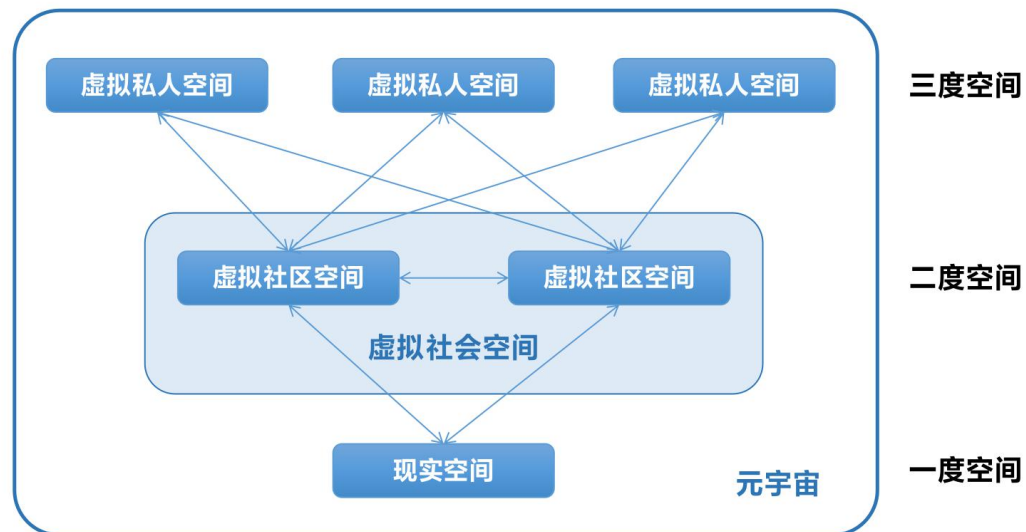 虚拟私人空间
虚拟私人空间
虚拟私人空间
三度空间
虚拟社区空间
虚拟社区空间
二度空间
虚拟社会空间
现实空间
一度空间
元宇宙